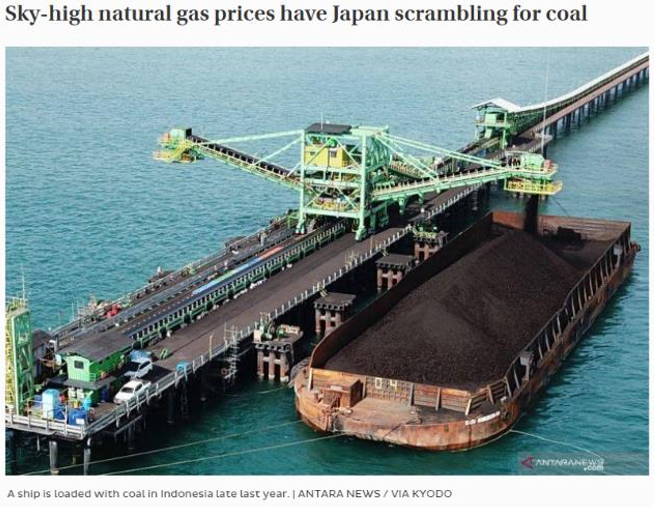 Sky-high natural gas prices have Japan scrambling for coal
ANTARANEWS
.com
A ship is loaded with coal in Indonesia late last year. | ANTARA NEWS / VIA KYODO